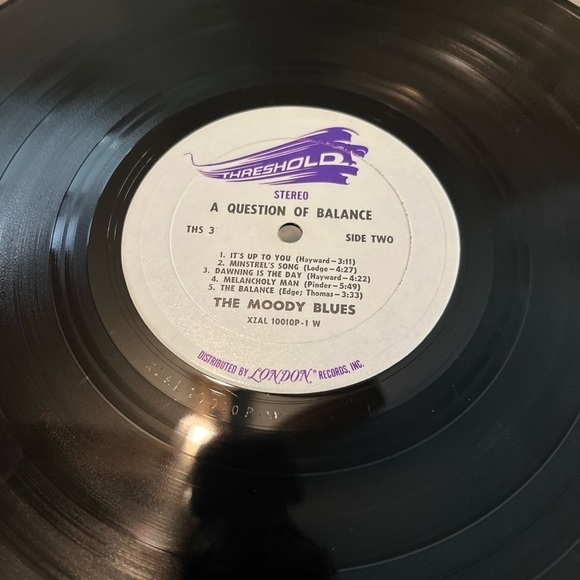 THRESHOLD
STEREO
A QUESTION OF BALANCE
THS 3 SIDE TWO
1. IT'S UP TO YOU (Hayward—3:11)
2. MINSTREL'S SONG (Lodge—4:27)
3. DAWNING IS THE DAY (Hayward—4:22)
4. MELANCHOLY MAN (Pinder—5:49)
5. THE BALANCE (Edge; Thomas—3:33)
THE MOODY BLUES
XZAL 10010P-1 W
DISTRIBUTED BY LONDON® RECORDS, INC.